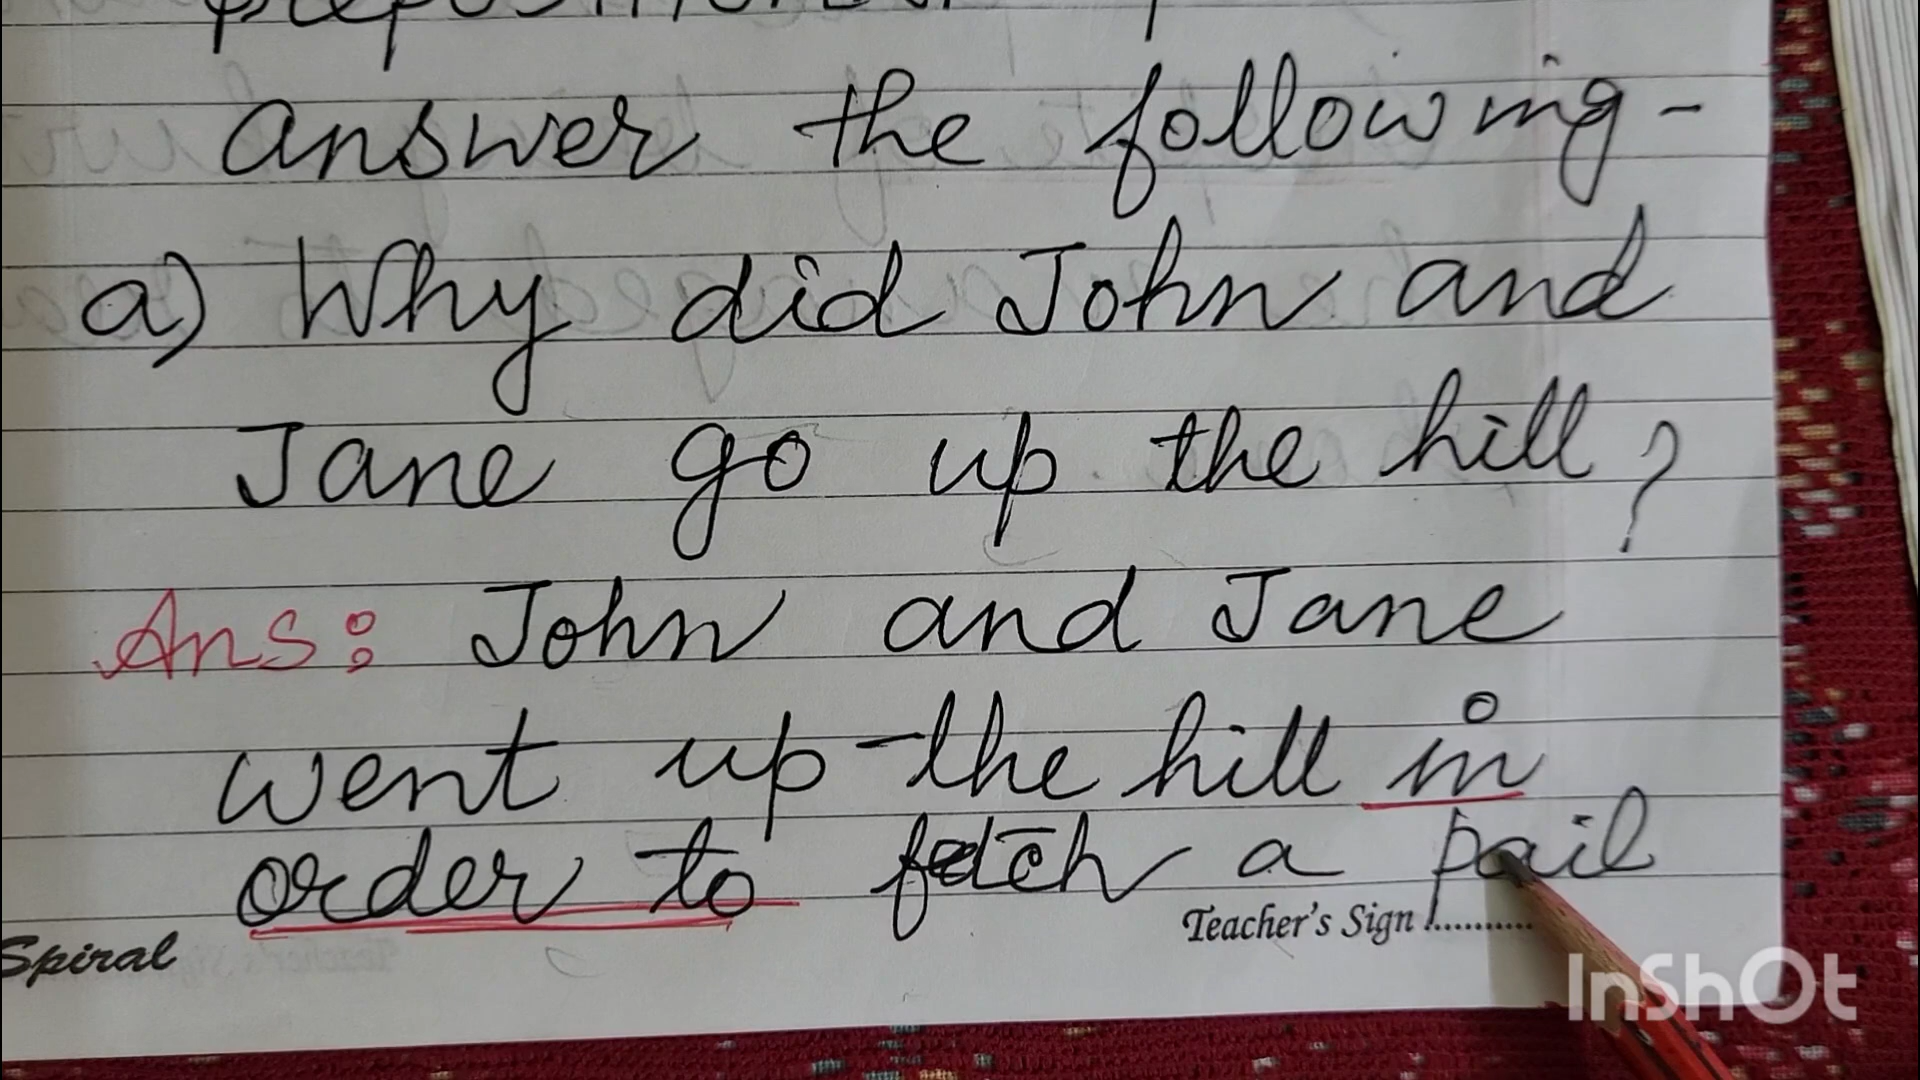 prepositional p
answer the following-
a) Why did John and
Jane go up the hill?
Ans: John and Jane
went up the hill in
order to fetch a pail
Teacher's Sign ...........
Spiral
InShOt